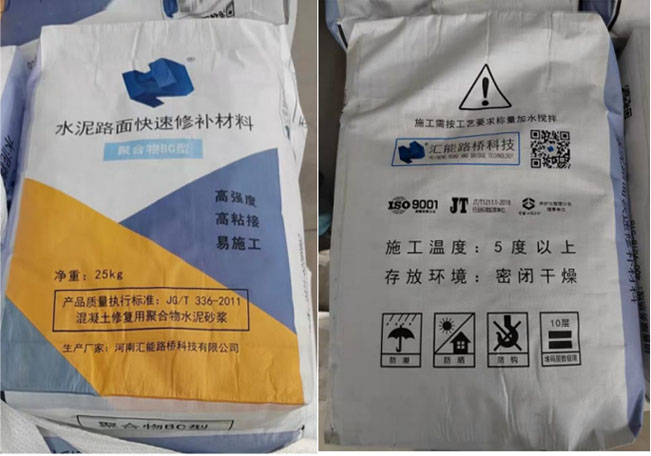 水泥路面快速修补材料
聚合物BC型
高强度
高粘接
易施工
净重：25kg
产品质量执行标准：JG/T 336-2011
混凝土修复用聚合物水泥砂浆
生产厂家：河南汇能路桥科技有限公司
聚合物BC型
施工需按工艺要求称量加水搅拌
汇能路桥科技
ISO 9001
JT
施工温度：5度以上
存放环境：密闭干燥
防潮
防晒
防钩
10层
堆码层数极限